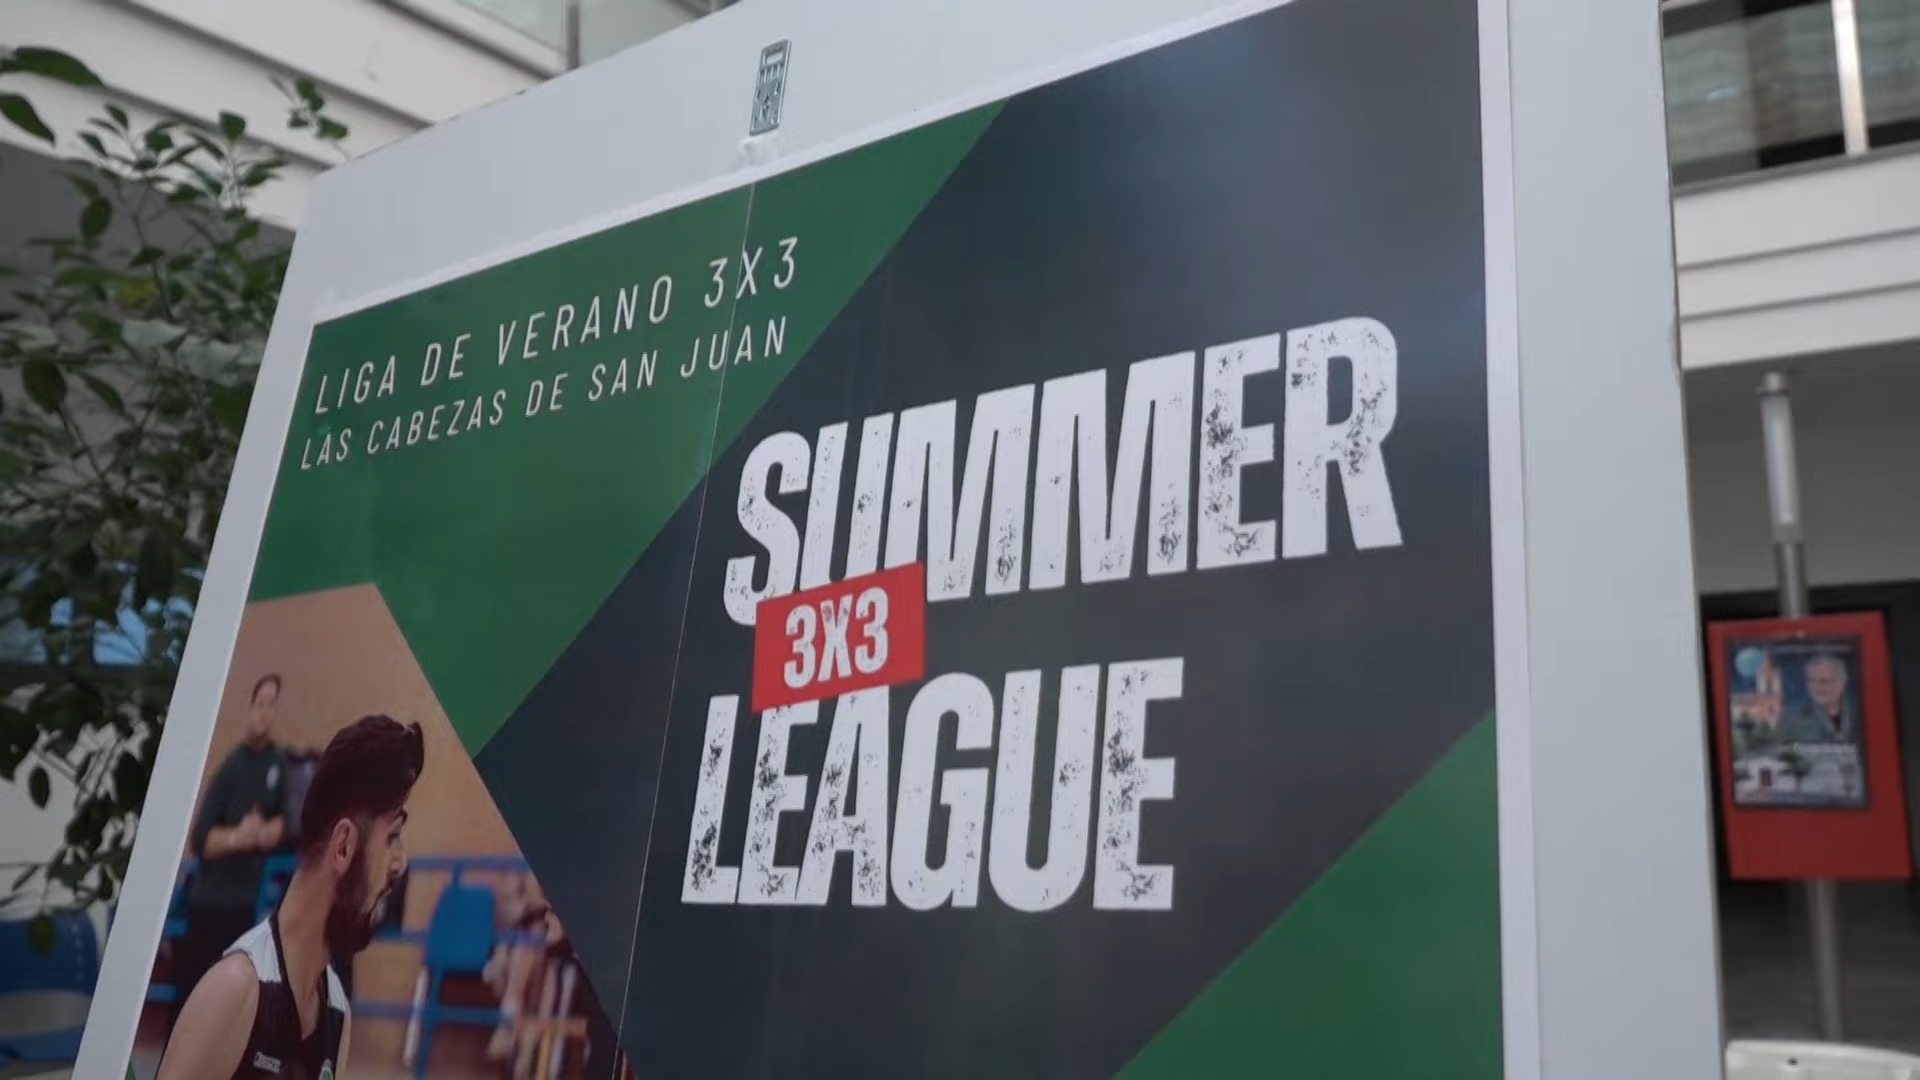 LIGA DE VERANO 3X3
LAS CABEZAS DE SAN JUAN
SUMMER
3X3
LEAGUE